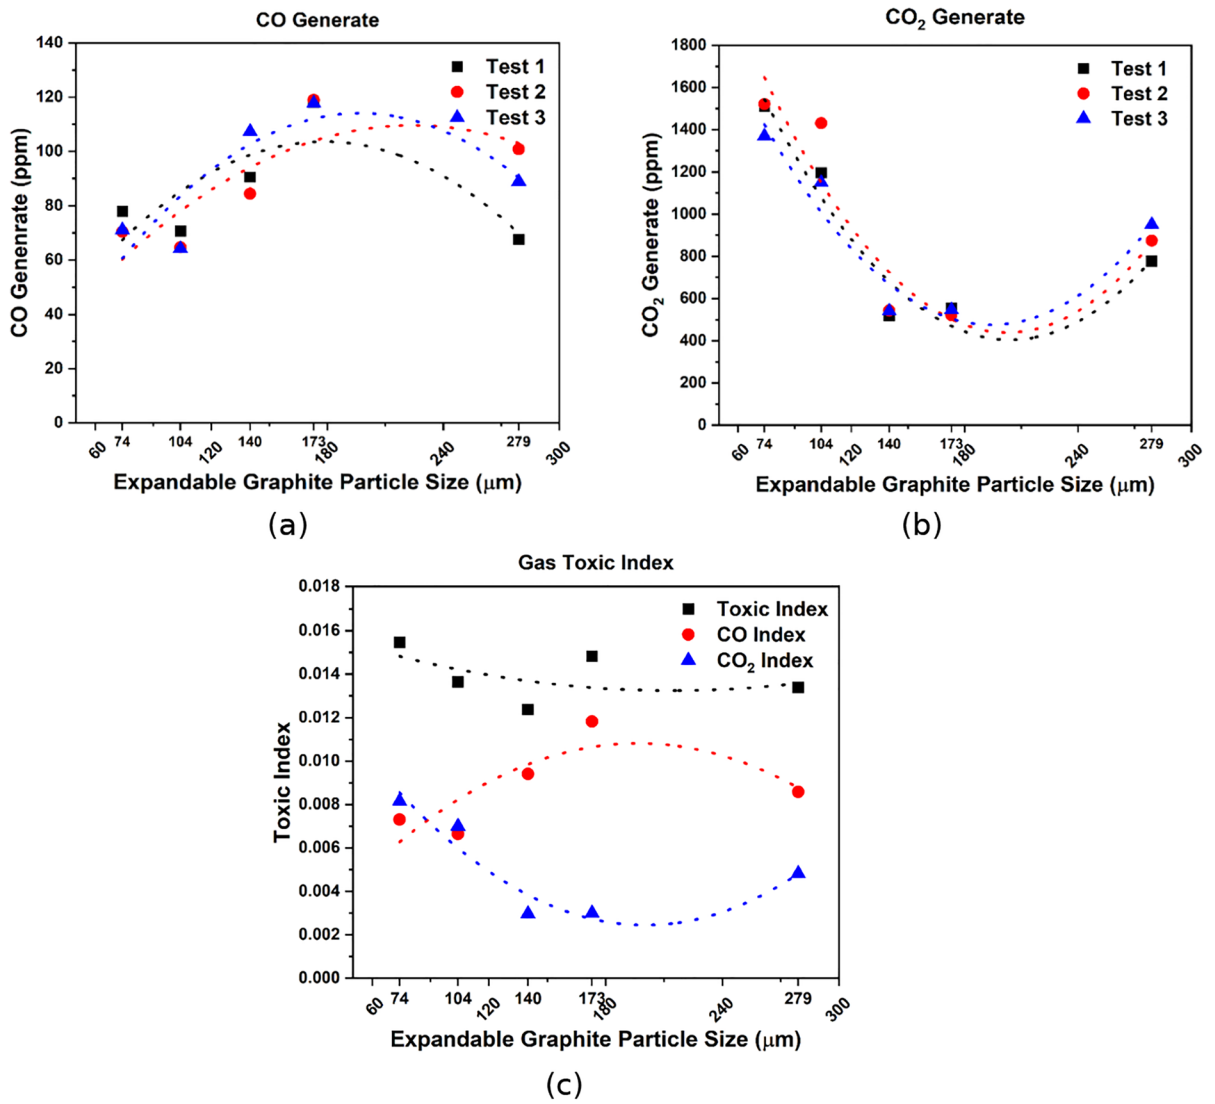 CO Generate
140
120
100
80
60
40
20
0
CO Genenrate (ppm)
Test 1
Test 2
Test 3
60 74 104 120 140 173 180 240 279 300
Expandable Graphite Particle Size (μm)
(a)
CO2 Generate
1800
1600
1400
1200
1000
800
600
400
200
0
CO2 Generate (ppm)
Test 1
Test 2
Test 3
60 74 104 120 140 173 180 240 279 300
Expandable Graphite Particle Size (μm)
(b)
Gas Toxic Index
0.018
0.016
0.014
0.012
0.010
0.008
0.006
0.004
0.002
0.000
Toxic Index
Toxic Index
CO Index
CO2 Index
60 74 104 120 140 173 180 240 279 300
Expandable Graphite Particle Size (μm)
(c)